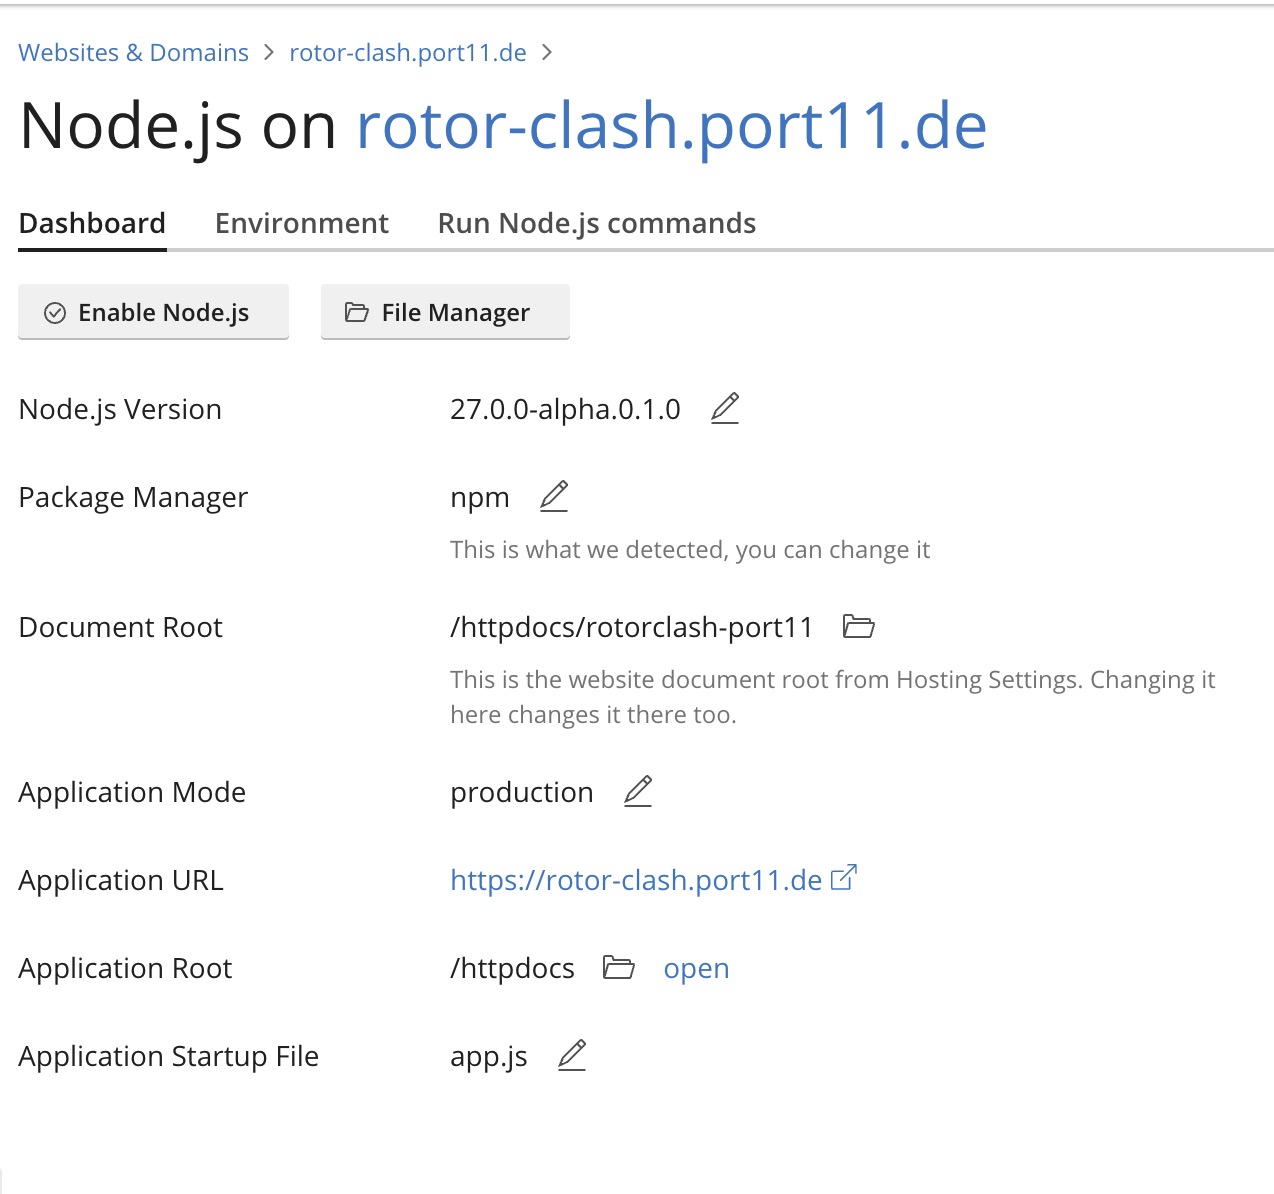 Websites & Domains > rotor-clash.port11.de >
Node.js on rotor-clash.port11.de
Dashboard Environment Run Node.js commands
Enable Node.js File Manager
Node.js Version 27.0.0-alpha.0.1.0
Package Manager npm
This is what we detected, you can change it
Document Root /httpdocs/rotorclash-port11
This is the website document root from Hosting Settings. Changing it
here changes it there too.
Application Mode production
Application URL https://rotor-clash.port11.de
Application Root /httpdocs open
Application Startup File app.js